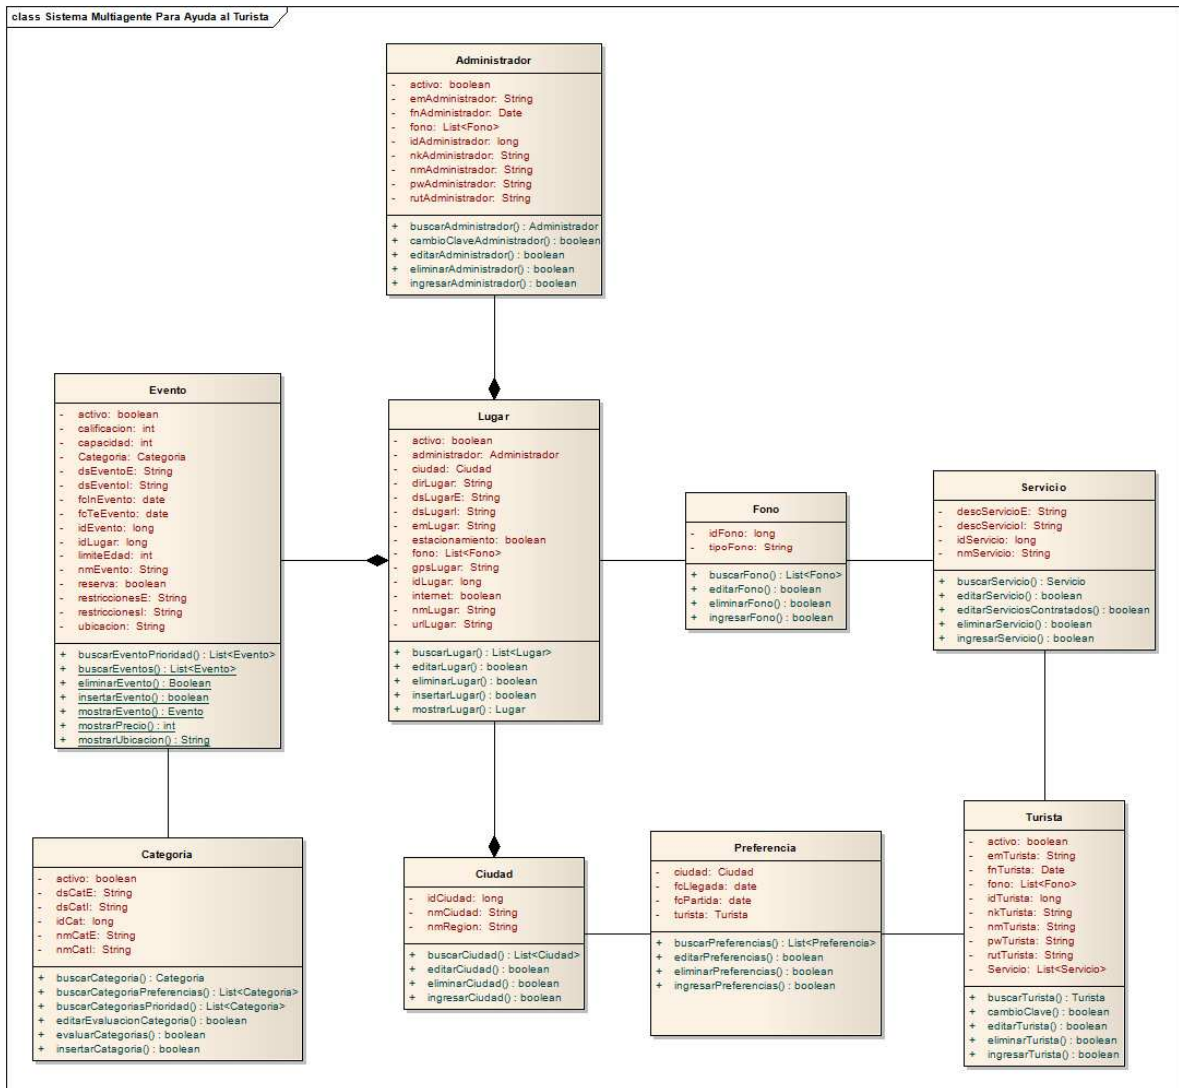 class Sistema Multiagente Para Ayuda al Turista
Administrador
- activo: boolean
- emAdministrador: String
- fnAdministrador: Date
- fono: List<Fono>
- idAdministrador: long
- nkAdministrador: String
- nmAdministrador: String
- pwAdministrador: String
- rutAdministrador: String
+ buscarAdministrador() : Administrador
+ cambioClaveAdministrador() : boolean
+ editarAdministrador() : boolean
+ eliminarAdministrador() : boolean
+ ingresarAdministrador() : boolean
Evento
- activo: boolean
- calificacion: int
- capacidad: int
- Categoria: Categoria
- dsEventoE: String
- dsEventoI: String
- fcInEvento: date
- fcTeEvento: date
- idEvento: long
- idLugar: long
- limiteEdad: int
- nmEvento: String
- reserva: boolean
- restriccionesE: String
- restriccionesI: String
- ubicacion: String
+ buscarEventoPrioridad() : List<Evento>
+ buscarEventos() : List<Evento>
+ eliminarEvento() : Boolean
+ insertarEvento() : boolean
+ mostrarEvento() : Evento
+ mostrarPrecio() : int
+ mostrarUbicacion() : String
Lugar
- activo: boolean
- administrador: Administrador
- ciudad: Ciudad
- dirLugar: String
- dsLugarE: String
- dsLugarI: String
- emLugar: String
- estacionamiento: boolean
- fono: List<Fono>
- gpsLugar: String
- idLugar: long
- internet: boolean
- nmLugar: String
- urlLugar: String
+ buscarLugar() : List<Lugar>
+ editarLugar() : boolean
+ eliminarLugar() : boolean
+ insertarLugar() : boolean
+ mostrarLugar() : Lugar
Fono
- idFono: long
- tipoFono: String
+ buscarFono() : List<Fono>
+ editarFono() : boolean
+ eliminarFono() : boolean
+ ingresarFono() : boolean
Servicio
- descServicioE: String
- descServicioI: String
- idServicio: long
- nmServicio: String
+ buscarServicio() : Servicio
+ editarServicio() : boolean
+ editarServiciosContratados() : boolean
+ eliminarServicio() : boolean
+ ingresarServicio() : boolean
Categoria
- activo: boolean
- dsCatE: String
- dsCatI: String
- idCat: long
- nmCatE: String
- nmCatI: String
+ buscarCategoria() : Categoria
+ buscarCategoriaPreferencias() : List<Categoria>
+ buscarCategoriasPrioridad() : List<Categoria>
+ editarEvaluacionCategoria() : boolean
+ evaluarCategorias() : boolean
+ insertarCatagoria() : boolean
Ciudad
- idCiudad: long
- nmCiudad: String
- nmRegion: String
+ buscarCiudad() : List<Ciudad>
+ editarCiudad() : boolean
+ eliminarCiudad() : boolean
+ ingresarCiudad() : boolean
Preferencia
- ciudad: Ciudad
- fcLlegada: date
- fcPartida: date
- turista: Turista
+ buscarPreferencias() : List<Preferencia>
+ editarPreferencias() : boolean
+ eliminarPreferencias() : boolean
+ ingresarPreferencias() : boolean
Turista
- activo: boolean
- emTurista: String
- fnTurista: Date
- fono: List<Fono>
- idTurista: long
- nkTurista: String
- nmTurista: String
- pwTurista: String
- rutTurista: String
- Servicio: List<Servicio>
+ buscarTurista() : Turista
+ cambioClave() : boolean
+ editarTurista() : boolean
+ eliminarTurista() : boolean
+ ingresarTurista() : boolean